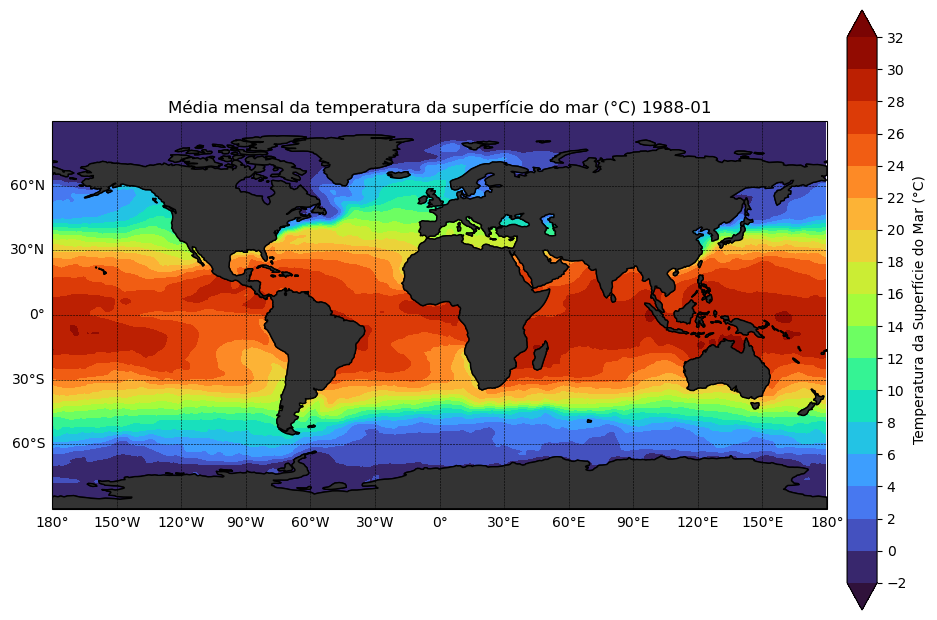 Média mensal da temperatura da superfície do mar (°C) 1988-01
60°N
30°N
0°
30°S
60°S
180°
150°W
120°W
90°W
60°W
30°W
0°
30°E
60°E
90°E
120°E
150°E
180°
32
30
28
26
24
22
20
18
16
14
12
10
8
6
4
2
0
−2
Temperatura da Superfície do Mar (°C)